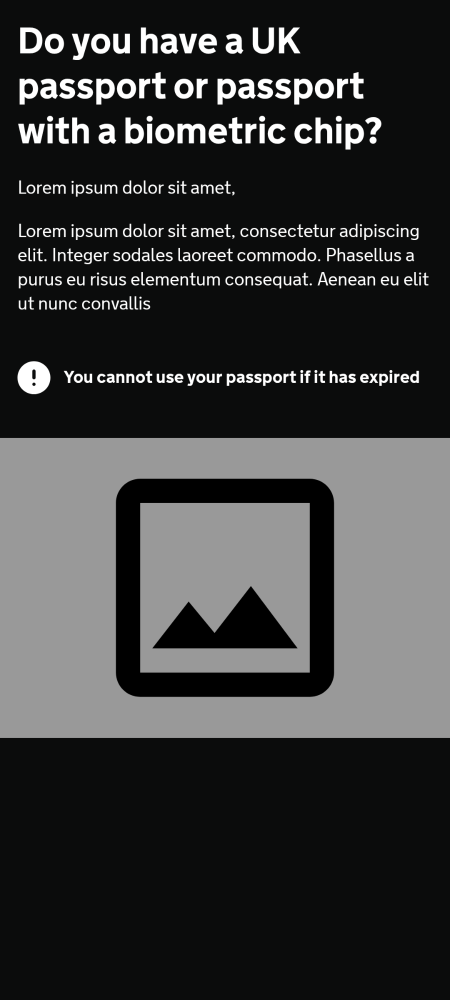 Do you have a UK
passport or passport
with a biometric chip?
Lorem ipsum dolor sit amet,
Lorem ipsum dolor sit amet, consectetur adipiscing
elit. Integer sodales laoreet commodo. Phasellus a
purus eu risus elementum consequat. Aenean eu elit
ut nunc convallis
You cannot use your passport if it has expired